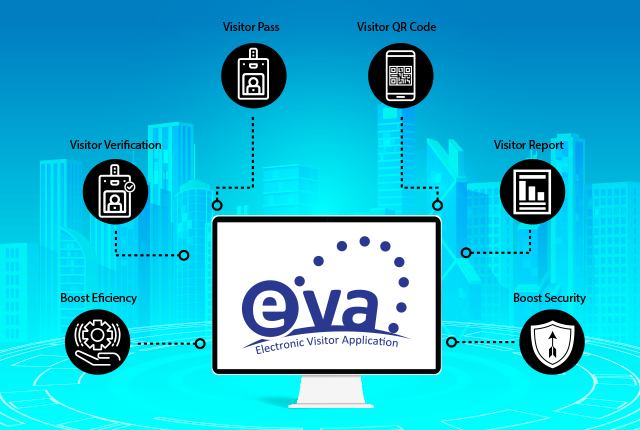 Visitor Pass
Visitor QR Code
Visitor Verification
Visitor Report
Boost Eficiency
Boost Security
eva
Electronic Visitor Application